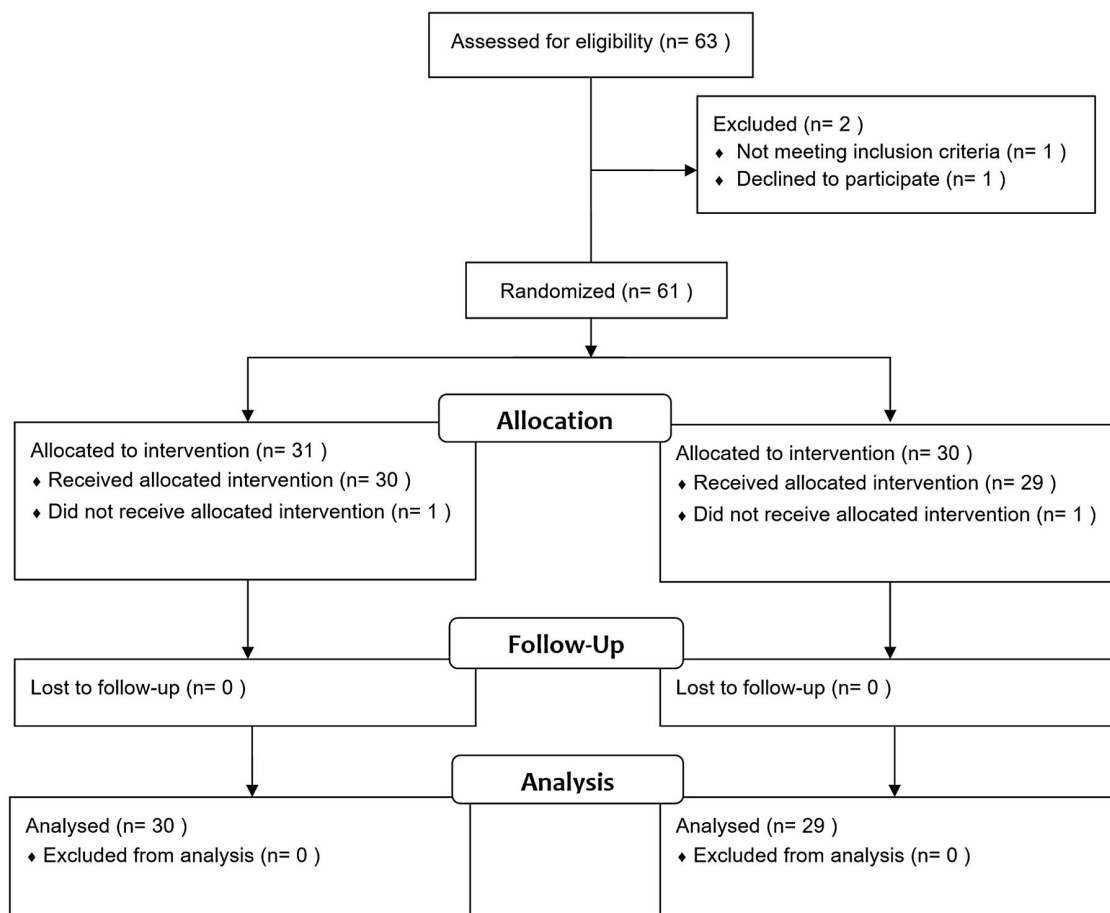 Assessed for eligibility (n= 63 )
Excluded (n= 2 )
♦ Not meeting inclusion criteria (n= 1 )
♦ Declined to participate (n= 1 )
Randomized (n= 61 )
Allocation
Allocated to intervention (n= 31 )
♦ Received allocated intervention (n= 30 )
♦ Did not receive allocated intervention (n= 1 )
Allocated to intervention (n= 30 )
♦ Received allocated intervention (n= 29 )
♦ Did not receive allocated intervention (n= 1 )
Follow-Up
Lost to follow-up (n= 0 )
Lost to follow-up (n= 0 )
Analysis
Analysed (n= 30 )
♦ Excluded from analysis (n= 0 )
Analysed (n= 29 )
♦ Excluded from analysis (n= 0 )